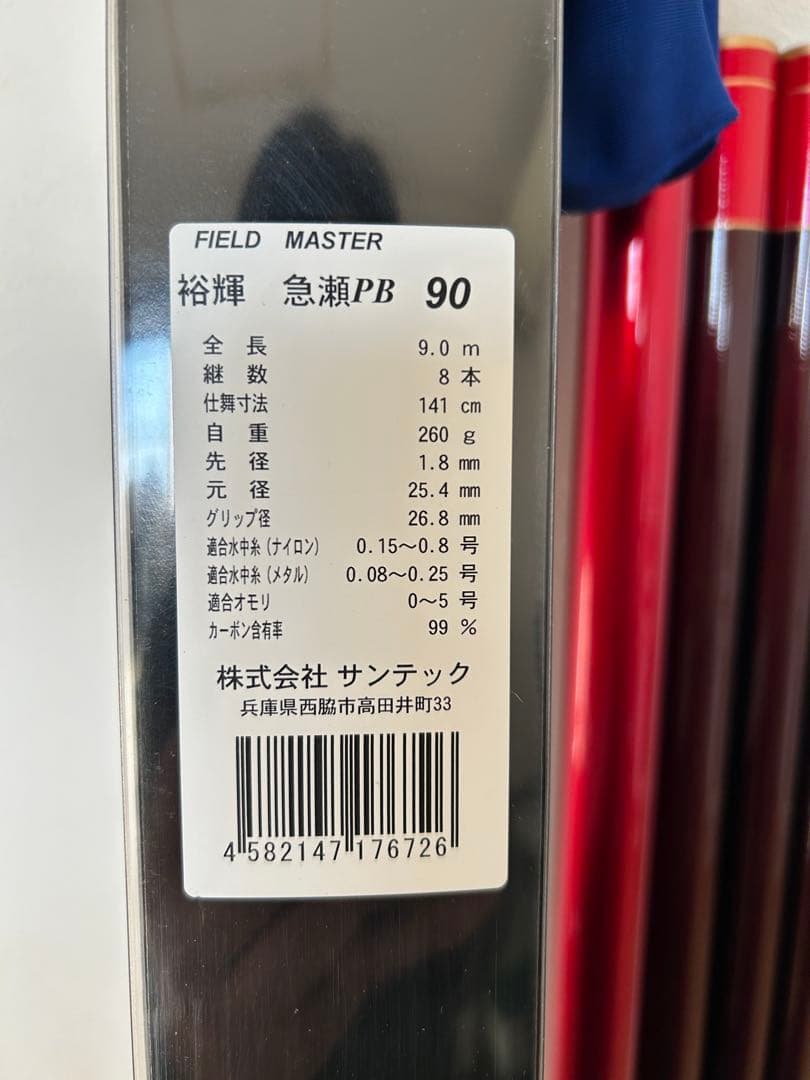 FIELD MASTER
裕輝 急瀬PB 90
全長 9.0 m
継数 8 本
仕舞寸法 141 cm
自重 260 g
先径 1.8 mm
元径 25.4 mm
グリップ径 26.8 mm
適合水中糸(ナイロン) 0.15〜0.8 号
適合水中糸(メタル) 0.08〜0.25 号
適合オモリ 0〜5 号
カーボン含有率 99 %
株式会社 サンテック
兵庫県西脇市高田井町33
4 582147 176726